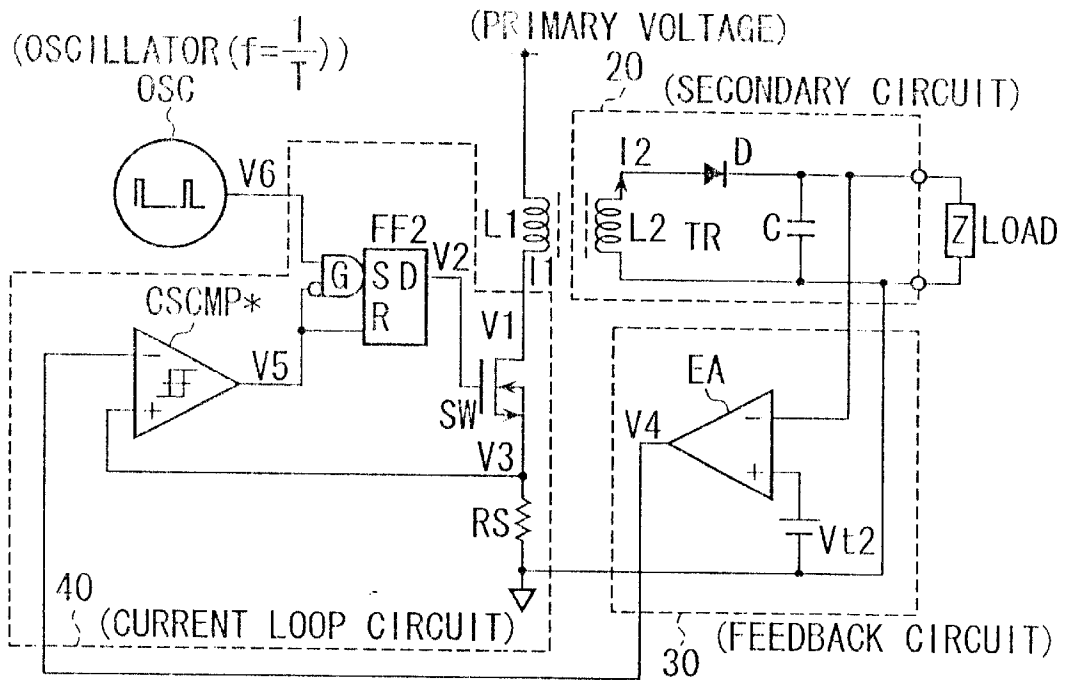 (PRIMARY VOLTAGE)
(OSCILLATOR(f=1/T))
OSC
20
(SECONDARY CIRCUIT)
V6
I2
D
L1
L2
TR
C
Z
LOAD
FF2
V2
I1
G
S D
R
CSCMP*
V1
V5
EA
-
+
SW
V4
-
+
V3
RS
Vt2
40
(CURRENT LOOP CIRCUIT)
30
(FEEDBACK CIRCUIT)